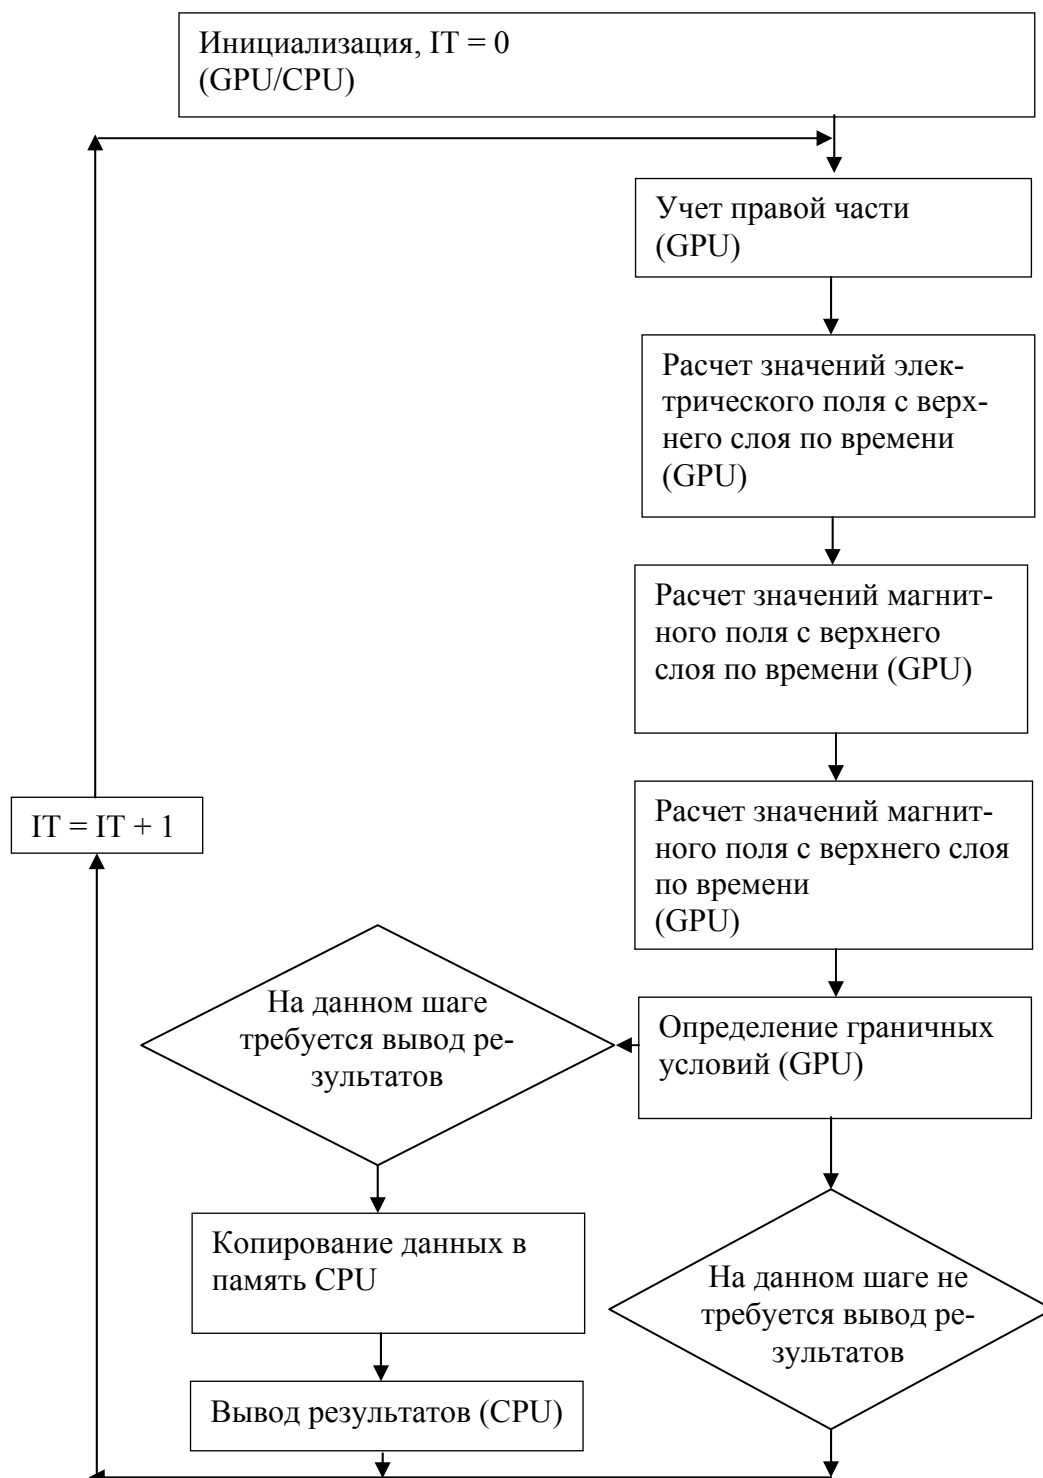 Инициализация, IT = 0
(GPU/CPU)
Учет правой части
(GPU)
Расчет значений элек-
трического поля с верх-
него слоя по времени
(GPU)
Расчет значений магнит-
ного поля с верхнего
слоя по времени (GPU)
IT = IT + 1
Расчет значений магнит-
ного поля с верхнего слоя
по времени
(GPU)
На данном шаге
требуется вывод ре-
зультатов
Определение граничных
условий (GPU)
Копирование данных в
память CPU
На данном шаге не
требуется вывод ре-
зультатов
Вывод результатов (CPU)